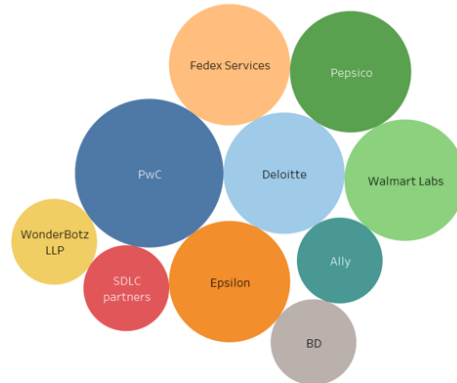 Fedex Services
Pepsico
PwC
Deloitte
Walmart Labs
WonderBotz
LLP
SDLC
partners
Epsilon
Ally
BD